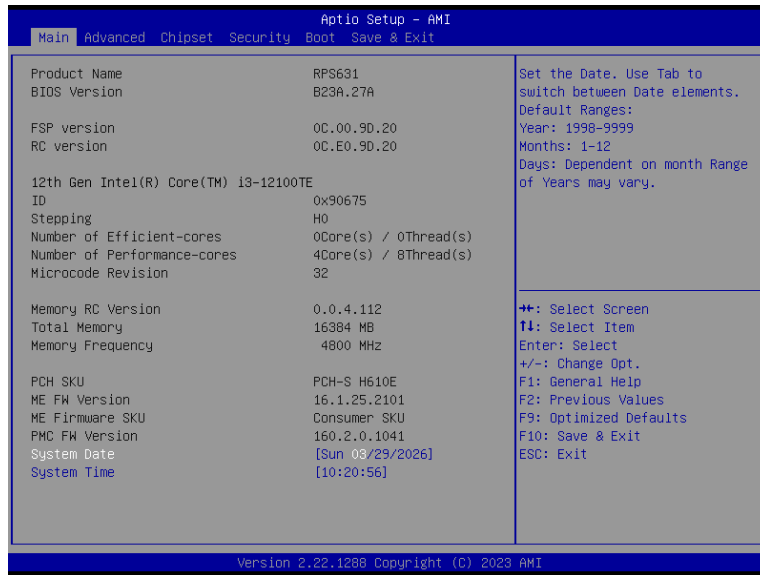 Aptio Setup – AMI
Main Advanced Chipset Security Boot Save & Exit
Product Name RPS631
BIOS Version B23A.27A
FSP version 0C.00.9D.20
RC version 0C.E0.9D.20
12th Gen Intel(R) Core(TM) i3-12100TE
ID 0x90675
Stepping H0
Number of Efficient-cores 0Core(s) / 0Thread(s)
Number of Performance-cores 4Core(s) / 8Thread(s)
Microcode Revision 32
Memory RC Version 0.0.4.112
Total Memory 16384 MB
Memory Frequency 4800 MHz
PCH SKU PCH-S H610E
ME FW Version 16.1.25.2101
ME Firmware SKU Consumer SKU
PMC FW Version 160.2.0.1041
System Date [Sun 03/29/2026]
System Time [10:20:56]
Set the Date. Use Tab to
switch between Date elements.
Default Ranges:
Year: 1998-9999
Months: 1-12
Days: Dependent on month Range
of Years may vary.
→←: Select Screen
↑↓: Select Item
Enter: Select
+/-: Change Opt.
F1: General Help
F2: Previous Values
F9: Optimized Defaults
F10: Save & Exit
ESC: Exit
Version 2.22.1288 Copyright (C) 2023 AMI